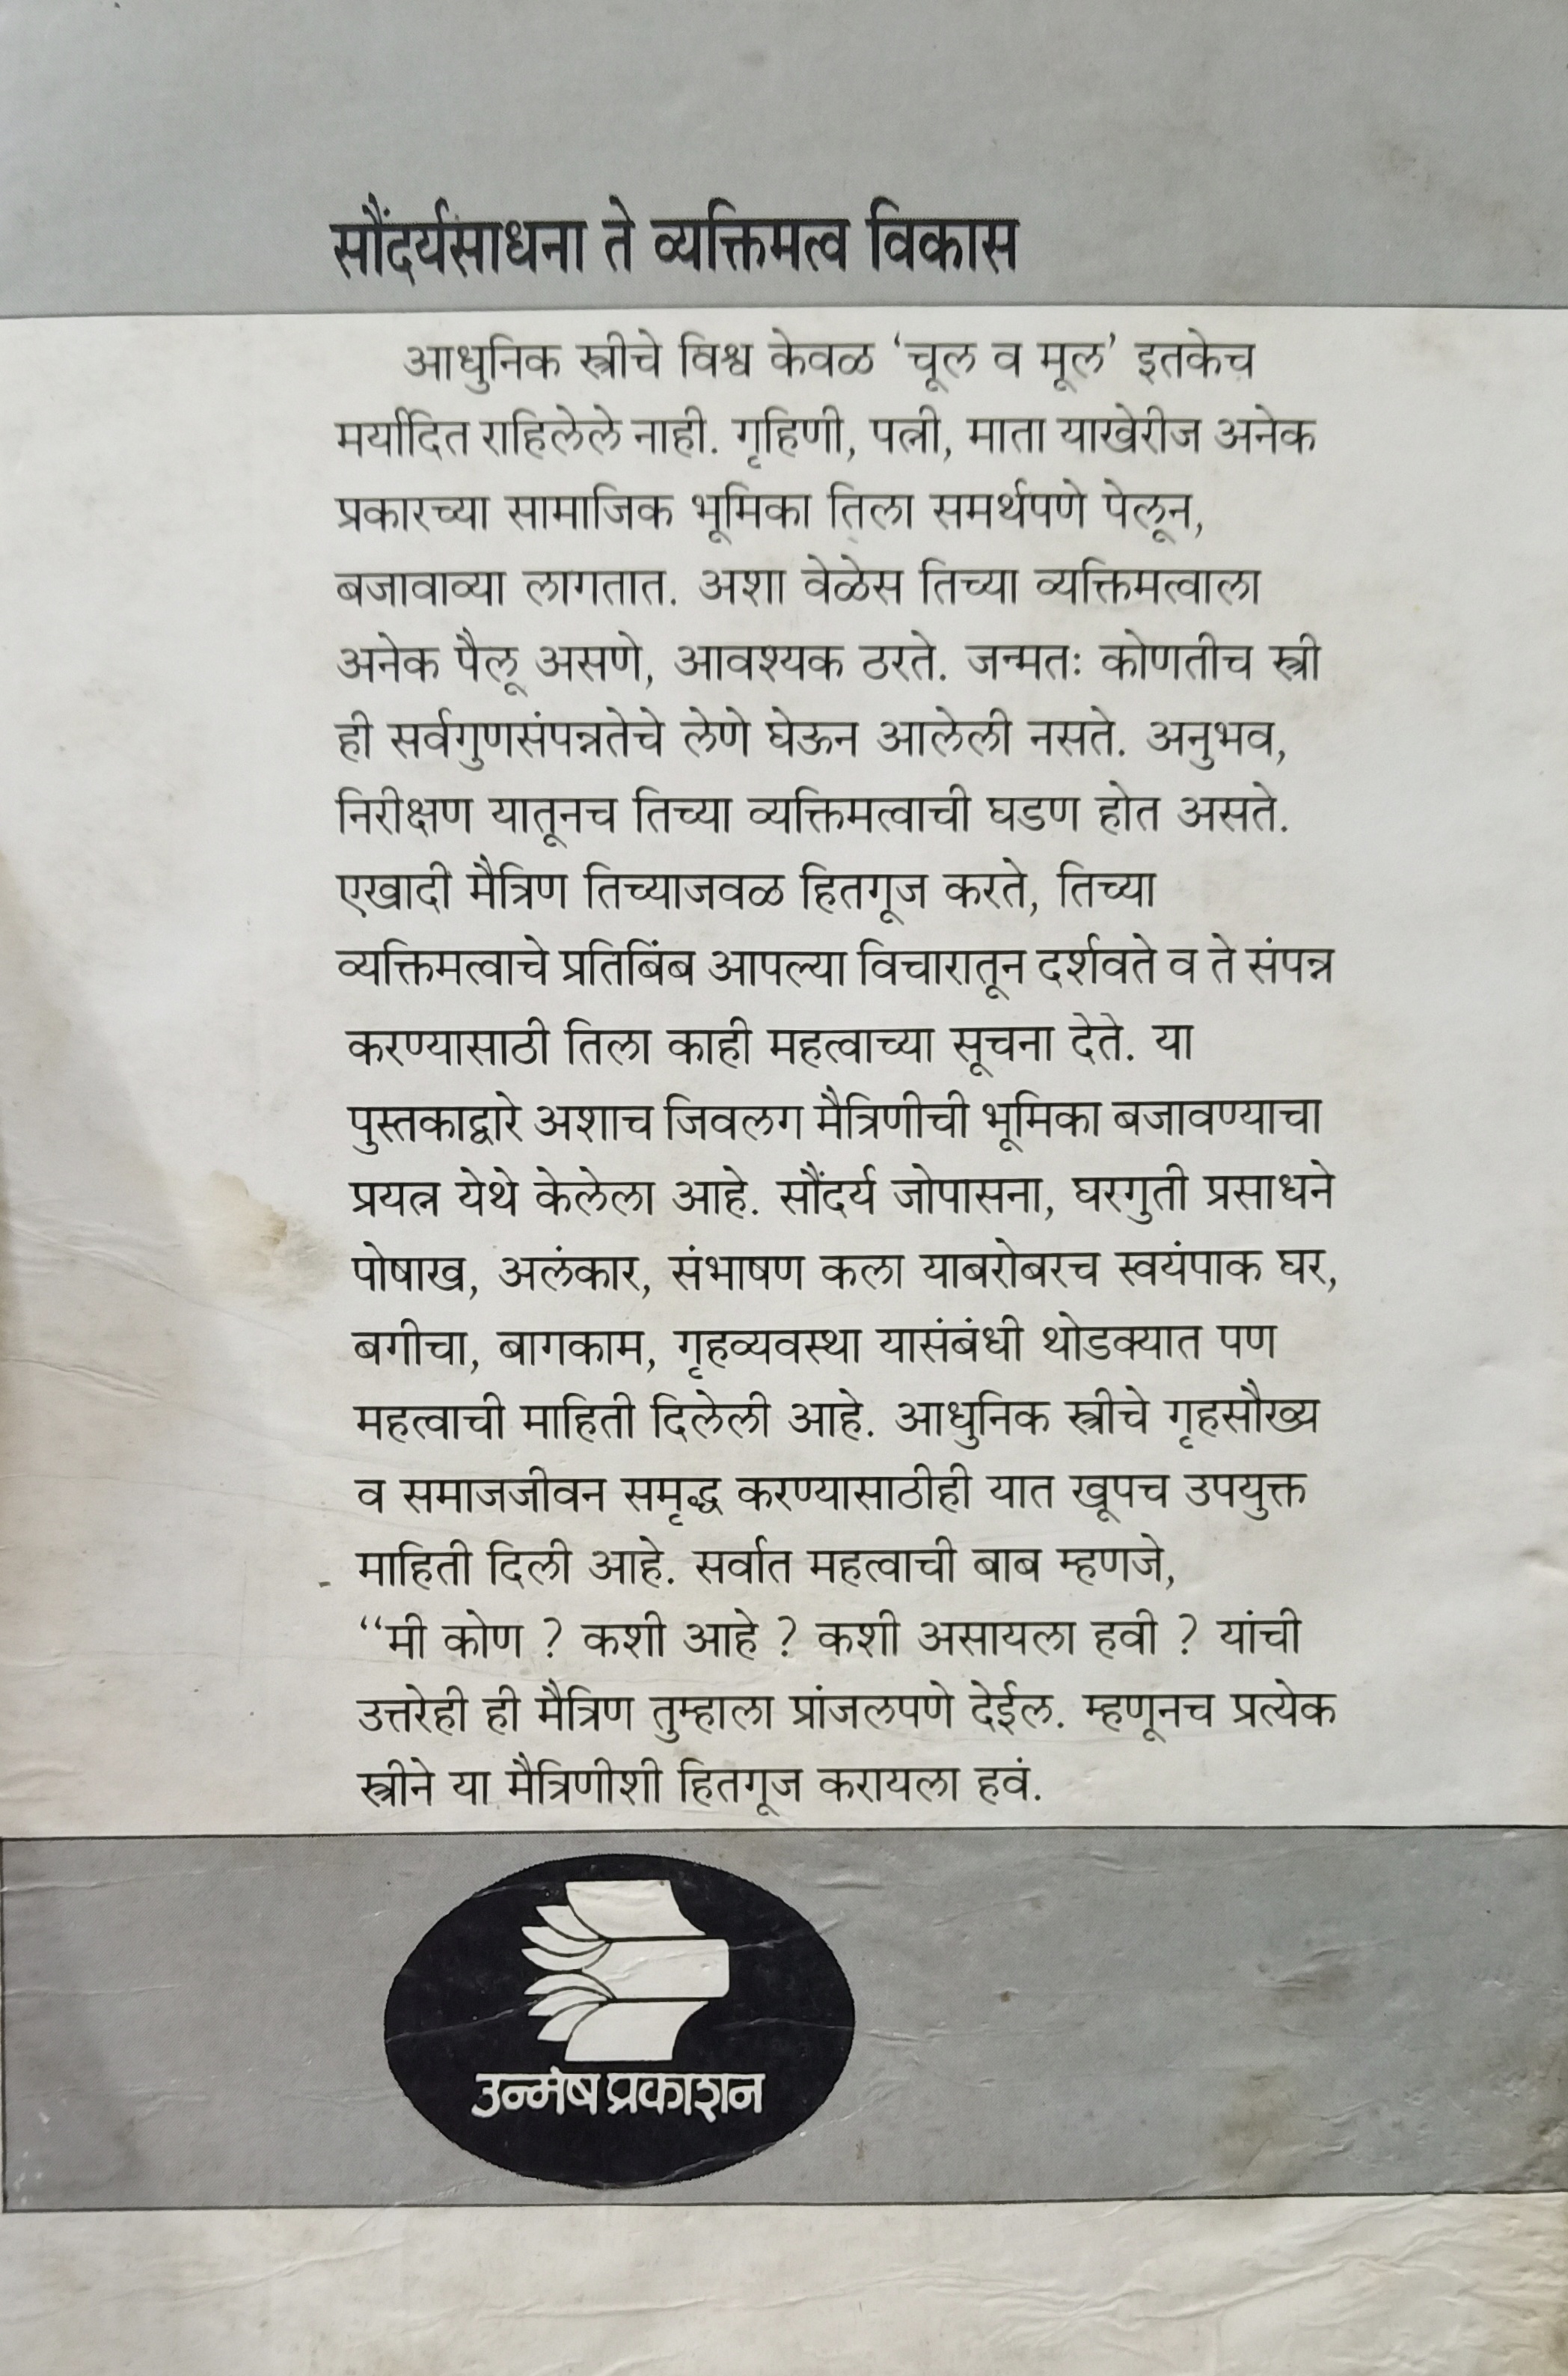 सौंदर्यसाधना ते व्यक्तिमत्व विकास
आधुनिक स्त्रीचे विश्व केवळ ‘चूल व मूल’ इतकेच
मर्यादित राहिलेले नाही. गृहिणी, पत्नी, माता याखेरीज अनेक
प्रकारच्या सामाजिक भूमिका तिला समर्थपणे पेलून,
बजावाव्या लागतात. अशा वेळेस तिच्या व्यक्तिमत्वाला
अनेक पैलू असणे, आवश्यक ठरते. जन्मतः कोणतीच स्त्री
ही सर्वगुणसंपन्नतेचे लेणे घेऊन आलेली नसते. अनुभव,
निरीक्षण यातूनच तिच्या व्यक्तिमत्वाची घडण होत असते.
एखादी मैत्रिण तिच्याजवळ हितगूज करते, तिच्या
व्यक्तिमत्वाचे प्रतिबिंब आपल्या विचारातून दर्शवते व ते संपन्न
करण्यासाठी तिला काही महत्वाच्या सूचना देते. या
पुस्तकाद्वारे अशाच जिवलग मैत्रिणीची भूमिका बजावण्याचा
प्रयत्न येथे केलेला आहे. सौंदर्य जोपासना, घरगुती प्रसाधने
पोषाख, अलंकार, संभाषण कला याबरोबरच स्वयंपाक घर,
बगीचा, बागकाम, गृहव्यवस्था यासंबंधी थोडक्यात पण
महत्वाची माहिती दिलेली आहे. आधुनिक स्त्रीचे गृहसौख्य
व समाजजीवन समृद्ध करण्यासाठीही यात खूपच उपयुक्त
माहिती दिली आहे. सर्वात महत्वाची बाब म्हणजे,
“मी कोण ? कशी आहे ? कशी असायला हवी ? यांची
उत्तरेही ही मैत्रिण तुम्हाला प्रांजलपणे देईल. म्हणूनच प्रत्येक
स्त्रीने या मैत्रिणीशी हितगूज करायला हवं.
उन्मेष प्रकाशन